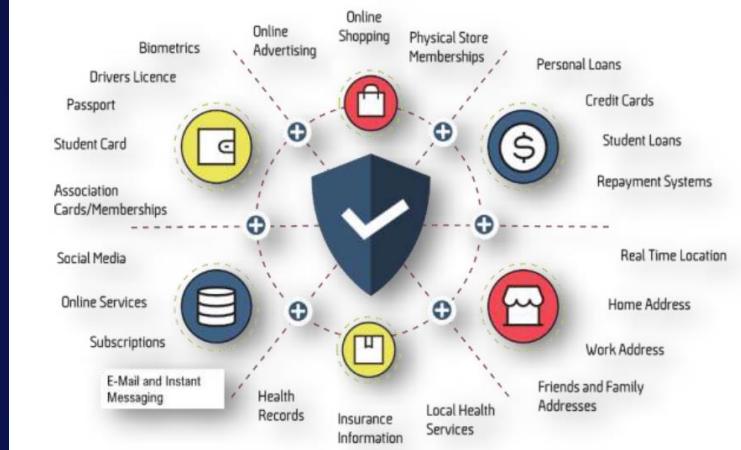 Online
Shopping
Online
Advertising
Physical Store
Memberships
Biometrics
Drivers Licence
Passport
Student Card
Association
Cards/Memberships
Personal Loans
Credit Cards
Student Loans
Repayment Systems
$
Social Media
Online Services
Subscriptions
E-Mail and Instant
Messaging
Real Time Location
Home Address
Work Address
Friends and Family
Addresses
Health
Records
Insurance
Information
Local Health
Services